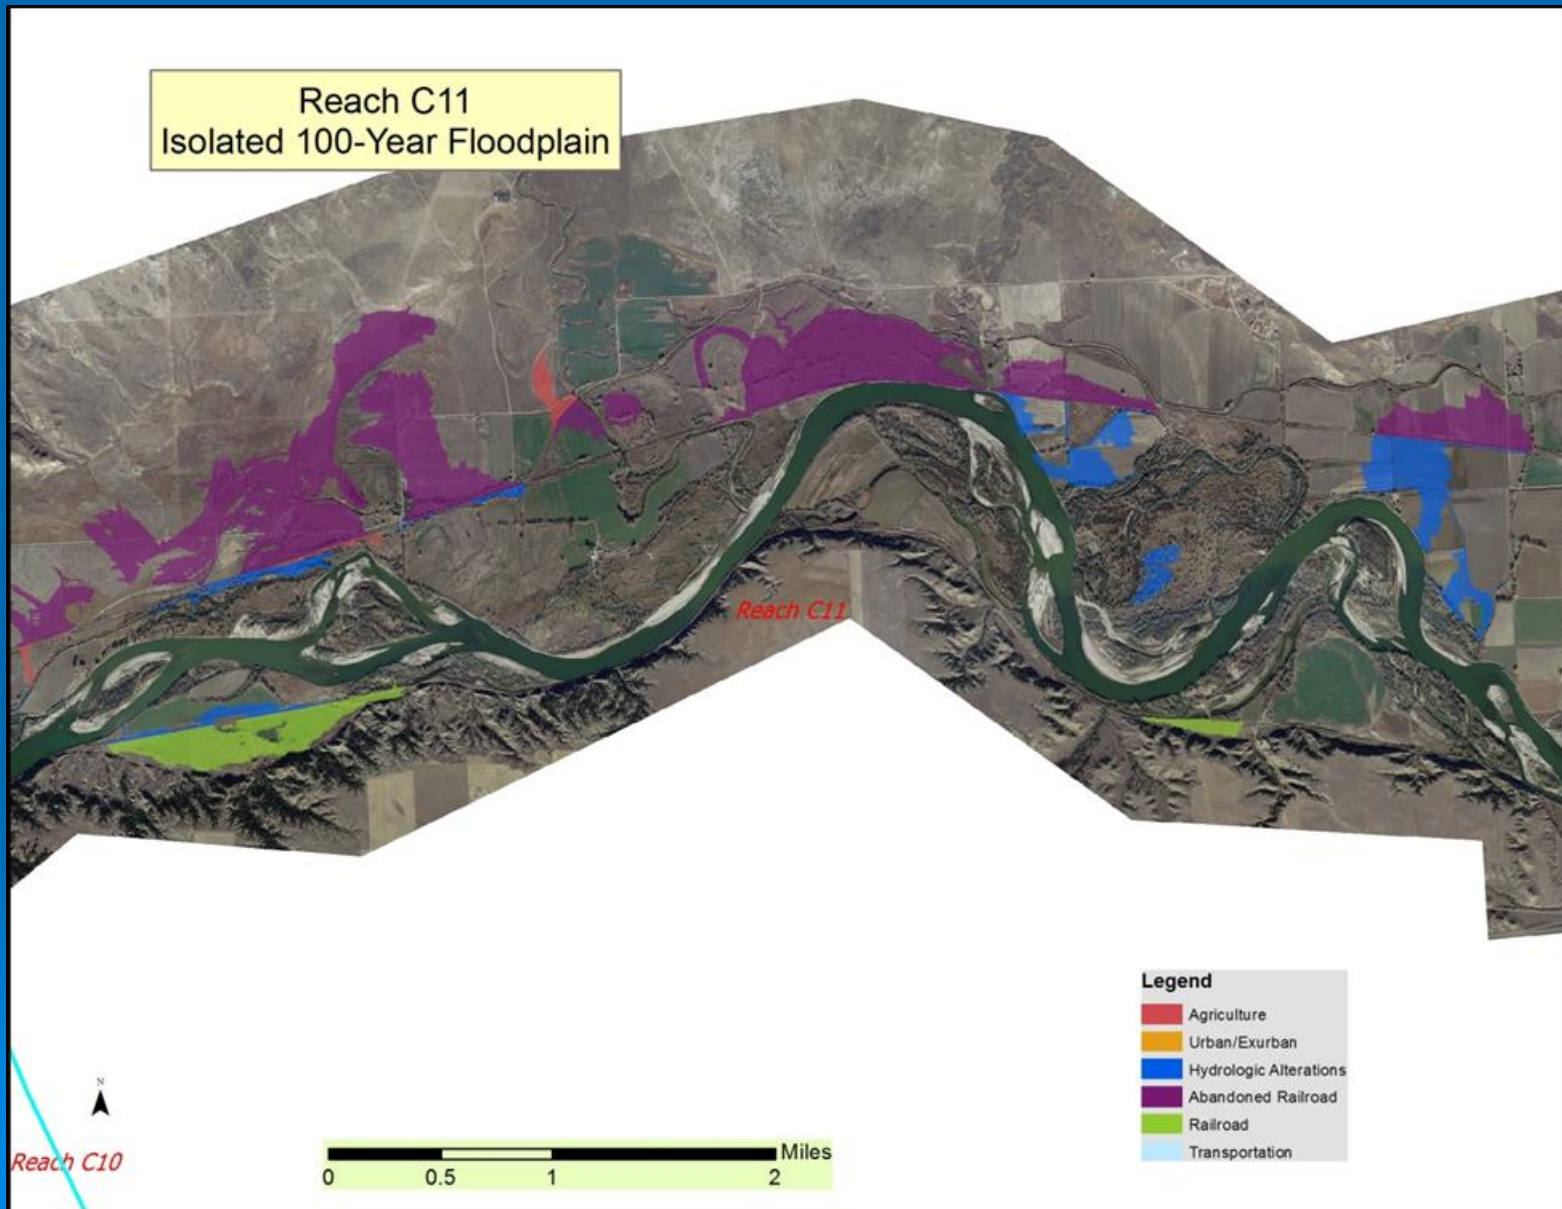 Reach C11
Isolated 100-Year Floodplain
Reach C11
Legend
Agriculture
Urban/Exurban
Hydrologic Alterations
Abandoned Railroad
Railroad
Transportation
N
Reach C10
Miles
0 0.5 1 2